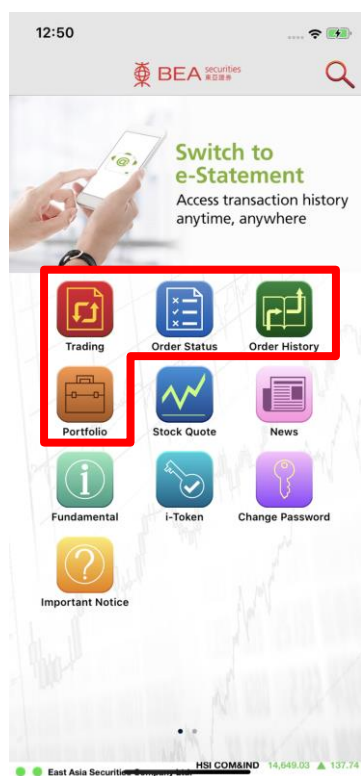 12:50
BEA securities
東亞證券
Switch to
e-Statement
Access transaction history
anytime, anywhere
Trading
Order Status
Order History
Portfolio
Stock Quote
News
Fundamental
i-Token
Change Password
Important Notice
East Asia Securities Company Ltd.
HSI COM&IND 14,649.03 ▲ 137.74